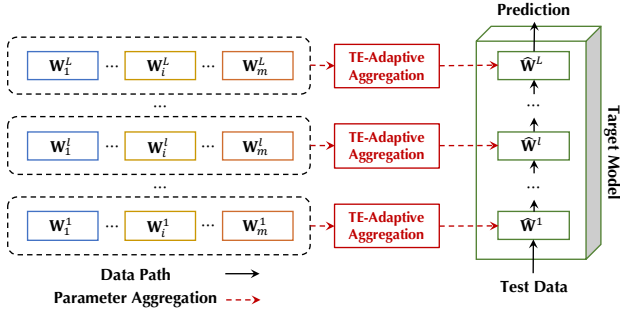 Prediction
W_1^L ... W_i^L ... W_m^L
TE-Adaptive
Aggregation
Ŵ^L
...
...
W_1^l ... W_i^l ... W_m^l
TE-Adaptive
Aggregation
Ŵ^l
...
...
W_1^1 ... W_i^1 ... W_m^1
TE-Adaptive
Aggregation
Ŵ^1
Target Model
Data Path
Parameter Aggregation
Test Data